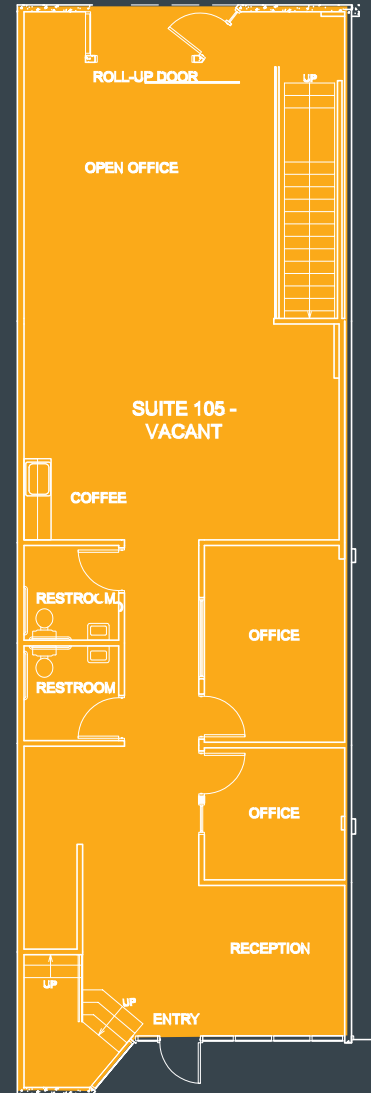 ROLL-UP DOOR
UP
OPEN OFFICE
SUITE 105 -
VACANT
COFFEE
RESTROOM
OFFICE
RESTROOM
OFFICE
RECEPTION
UP
UP
ENTRY